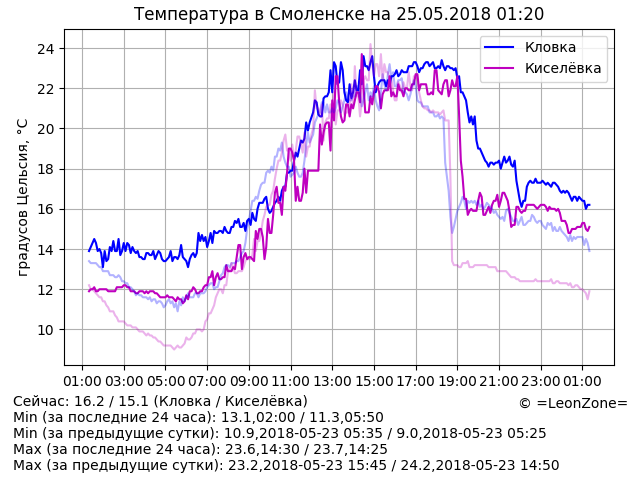 Температура в Смоленске на 25.05.2018 01:20
градусов Цельсия, °C
24
22
20
18
16
14
12
10
Кловка
Киселёвка
01:00 03:00 05:00 07:00 09:00 11:00 13:00 15:00 17:00 19:00 21:00 23:00 01:00
Сейчас: 16.2 / 15.1 (Кловка / Киселёвка)
© =LeonZone=
Min (за последние 24 часа): 13.1,02:00 / 11.3,05:50
Min (за предыдущие сутки): 10.9,2018-05-23 05:35 / 9.0,2018-05-23 05:25
Max (за последние 24 часа): 23.6,14:30 / 23.7,14:25
Max (за предыдущие сутки): 23.2,2018-05-23 15:45 / 24.2,2018-05-23 14:50